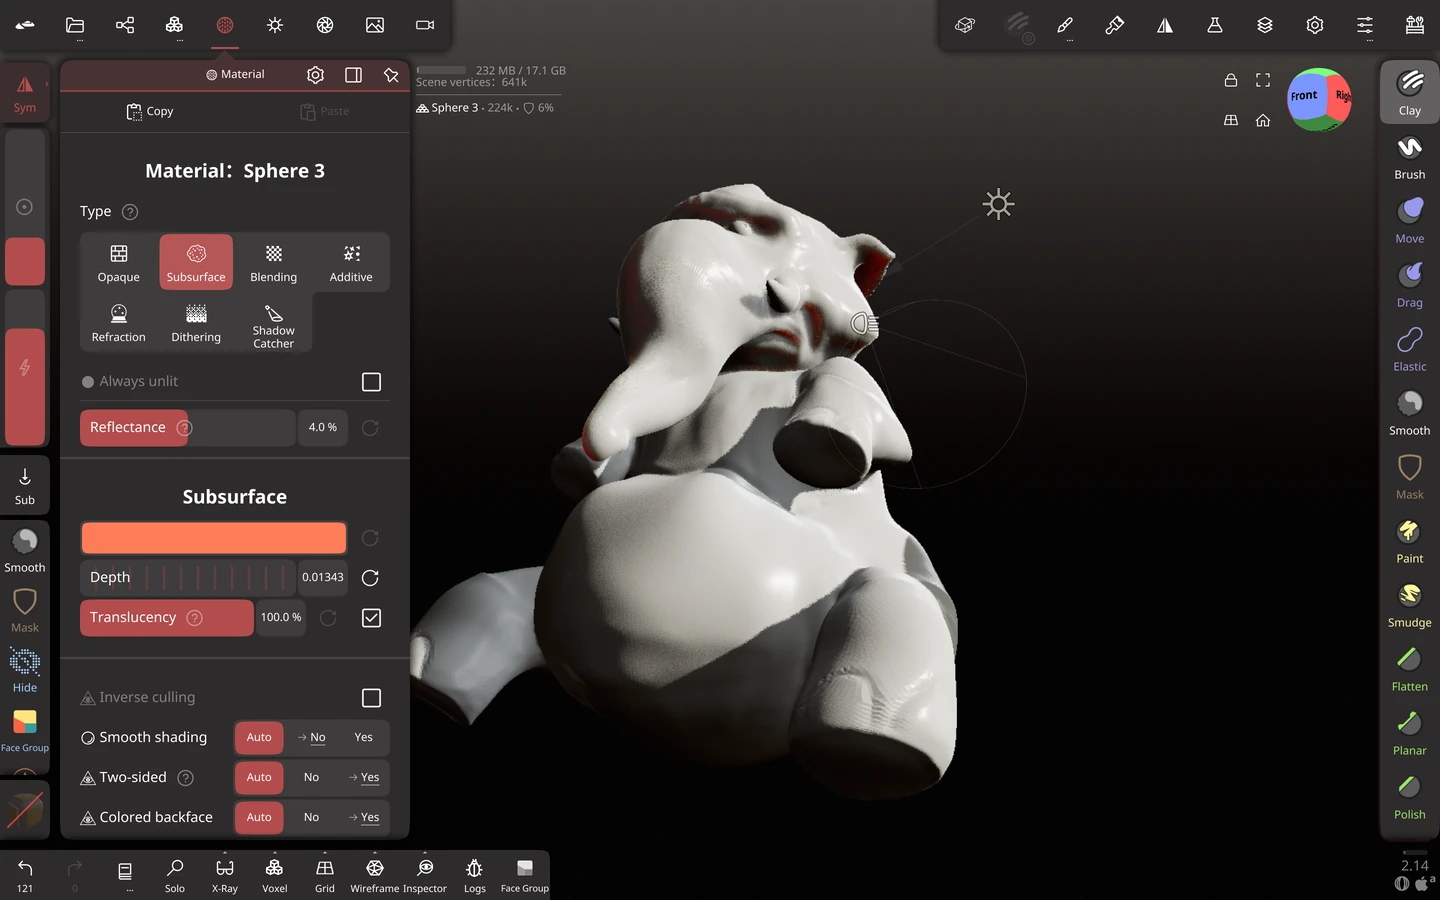 Material
232 MB / 17.1 GB
Scene vertices: 641k
Sphere 3 · 224k · 6%
Front
Righ
Clay
Sym
Copy
Paste
Brush
Material: Sphere 3
Type
Move
Opaque
Subsurface
Blending
Additive
Drag
Refraction
Dithering
Shadow
Catcher
Elastic
Always unlit
Reflectance
4.0 %
Smooth
Sub
Subsurface
Mask
Depth
0.01343
Paint
Smooth
Translucency
100.0 %
Smudge
Mask
Hide
Inverse culling
Flatten
Smooth shading
Auto
No
Yes
Face Group
Planar
Two-sided
Auto
No
Yes
Colored backface
Auto
No
Yes
Polish
121
0
...
Solo
X-Ray
Voxel
Grid
Wireframe
Inspector
Logs
Face Group
2.14
a